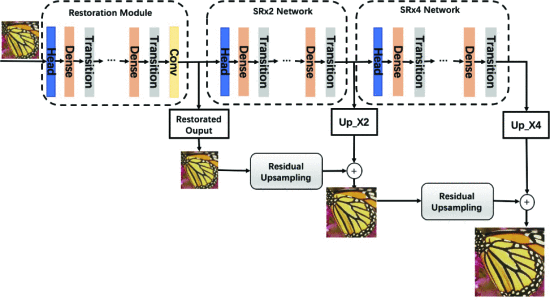 Restoration Module
SRx2 Network
SRx4 Network
Head
Dense
Transition
...
Dense
Transition
Conv
Head
Dense
Transition
...
Dense
Transition
Head
Dense
Transition
...
Dense
Transition
Restorated
Ouput
Up_X2
Up_X4
Residual
Upsampling
+
Residual
Upsampling
+